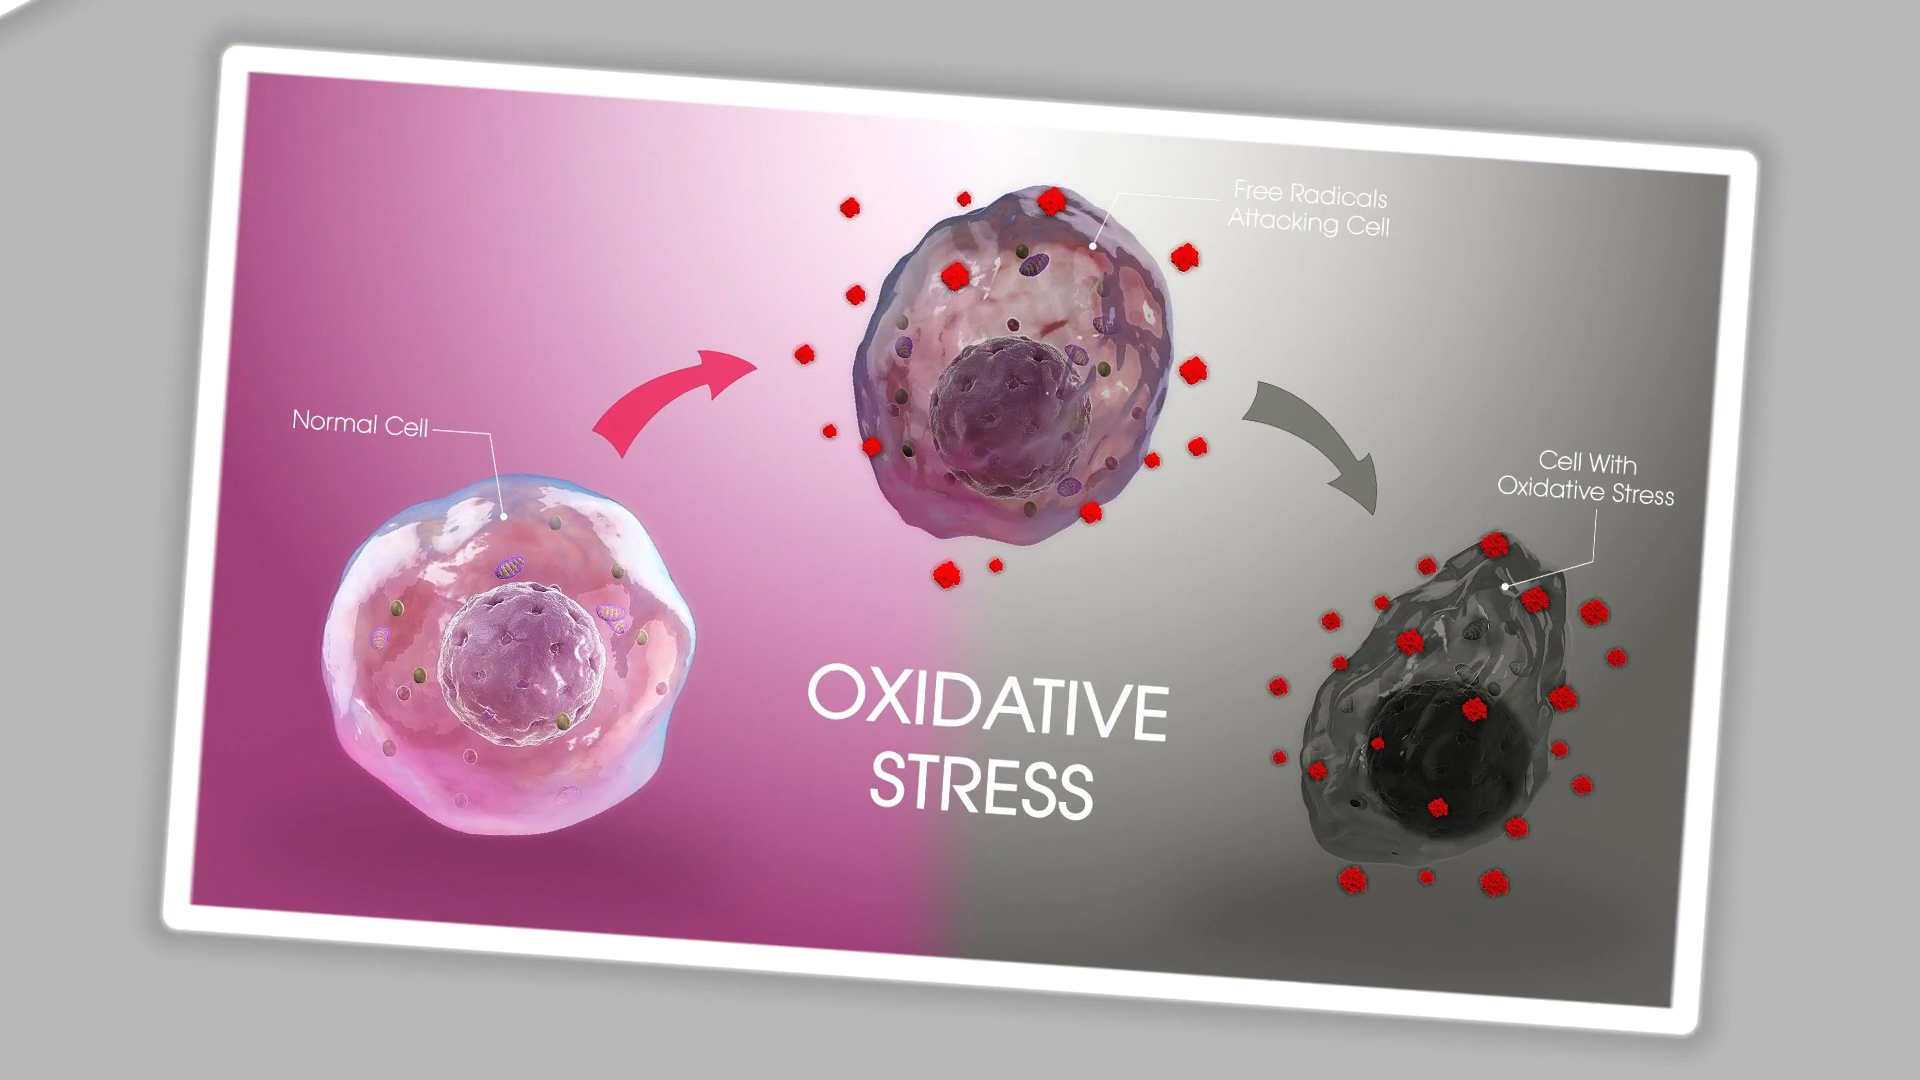 Free Radicals
Attacking Cell
Normal Cell
Cell With
Oxidative Stress
OXIDATIVE
STRESS